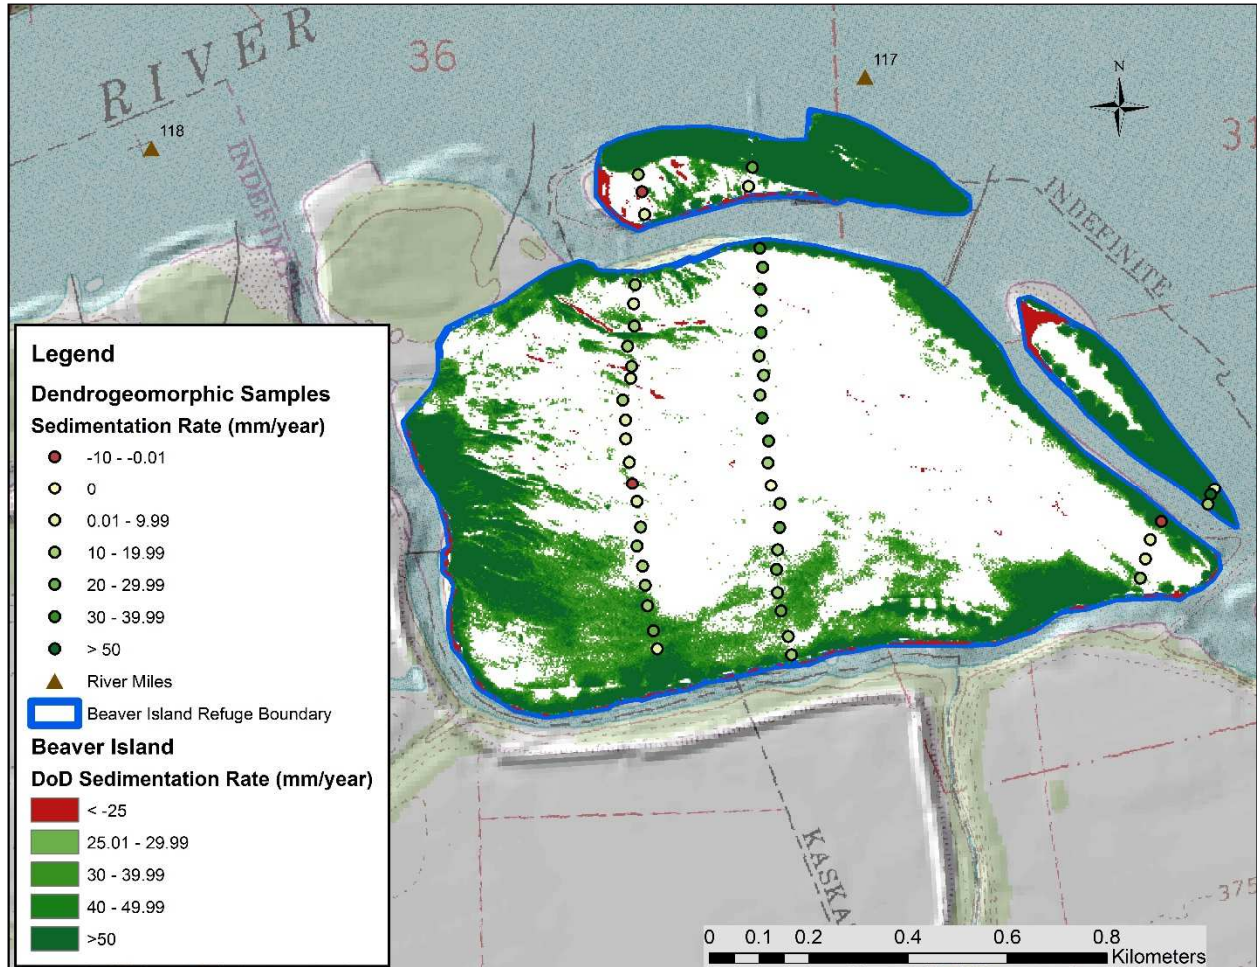 RIVER
36
117
N
118
31
INDEFINITE
INDEFINITE
Legend
Dendrogeomorphic Samples
Sedimentation Rate (mm/year)
-10 - -0.01
0
0.01 - 9.99
10 - 19.99
20 - 29.99
30 - 39.99
> 50
River Miles
Beaver Island Refuge Boundary
Beaver Island
DoD Sedimentation Rate (mm/year)
< -25
25.01 - 29.99
30 - 39.99
40 - 49.99
>50
KASKA
375
0 0.1 0.2 0.4 0.6 0.8
Kilometers